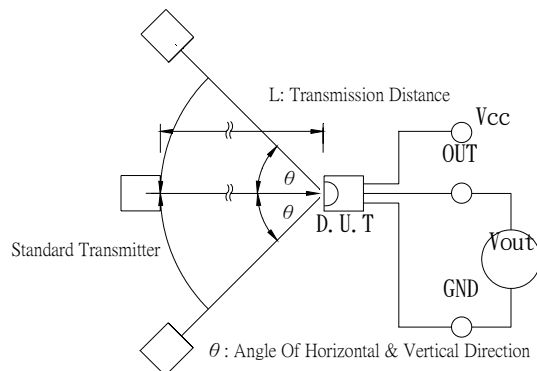 L: Transmission Distance
Vcc
OUT
θ
θ
D.U.T
Standard Transmitter
Vout
GND
θ : Angle Of Horizontal & Vertical Direction